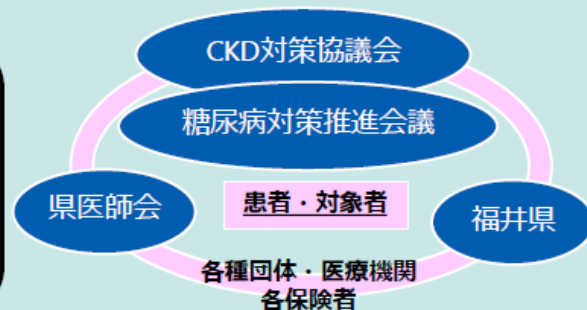 CKD対策協議会
糖尿病対策推進会議
県医師会
患者・対象者
福井県
各種団体・医療機関
各保険者